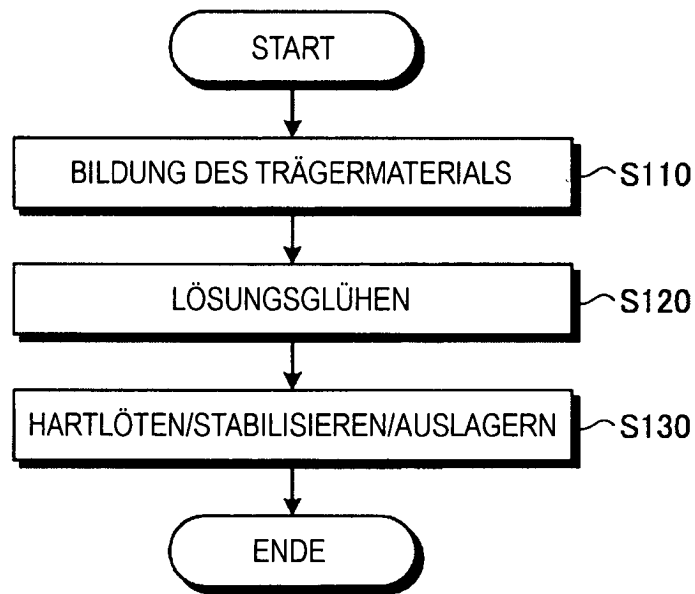 START
BILDUNG DES TRÄGERMATERIALS
S110
LÖSUNGSGLÜHEN
S120
HARTLÖTEN/STABILISIEREN/AUSLAGERN
S130
ENDE